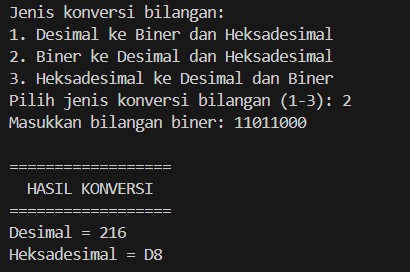 Jenis konversi bilangan:
1. Desimal ke Biner dan Heksadesimal
2. Biner ke Desimal dan Heksadesimal
3. Heksadesimal ke Desimal dan Biner
Pilih jenis konversi bilangan (1-3): 2
Masukkan bilangan biner: 11011000
==================
HASIL KONVERSI
==================
Desimal = 216
Heksadesimal = D8